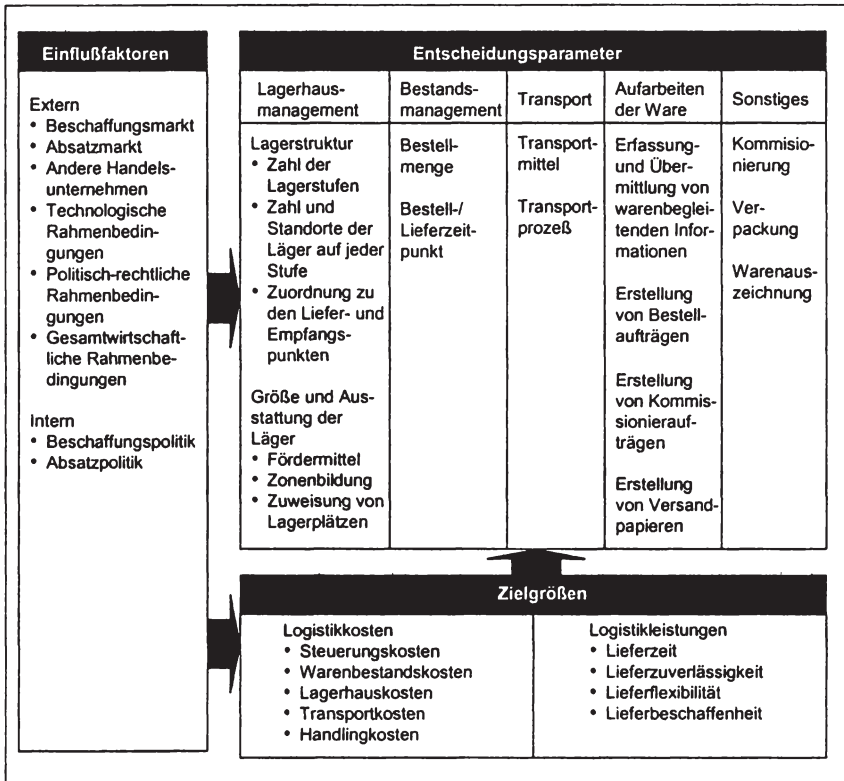 Einflußfaktoren
Extern
• Beschaffungsmarkt
• Absatzmarkt
• Andere Handels-
unternehmen
• Technologische
Rahmenbedin-
gungen
• Politisch-rechtliche
Rahmenbedin-
gungen
• Gesamtwirtschaft-
liche Rahmenbe-
dingungen
Intern
• Beschaffungspolitik
• Absatzpolitik
Entscheidungsparameter
Lagerhaus-
management
Lagerstruktur
• Zahl der
Lagerstufen
• Zahl und
Standorte der
Läger auf jeder
Stufe
• Zuordnung zu
den Liefer- und
Empfangs-
punkten
Größe und Aus-
stattung der
Läger
• Fördermittel
• Zonenbildung
• Zuweisung von
Lagerplätzen
Bestands-
management
Bestell-
menge
Bestell-/
Lieferzeit-
punkt
Transport
Transport-
mittel
Transport-
prozeß
Aufarbeiten
der Ware
Erfassung-
und Über-
mittlung von
warenbeglei-
tenden Infor-
mationen
Erstellung
von Bestell-
aufträgen
Erstellung
von Kommis-
sionierauf-
trägen
Erstellung
von Versand-
papieren
Sonstiges
Kommisio-
nierung
Ver-
packung
Warenaus-
zeichnung
Zielgrößen
Logistikkosten
• Steuerungskosten
• Warenbestandskosten
• Lagerhauskosten
• Transportkosten
• Handlingkosten
Logistikleistungen
• Lieferzeit
• Lieferzuverlässigkeit
• Lieferflexibilität
• Lieferbeschaffenheit